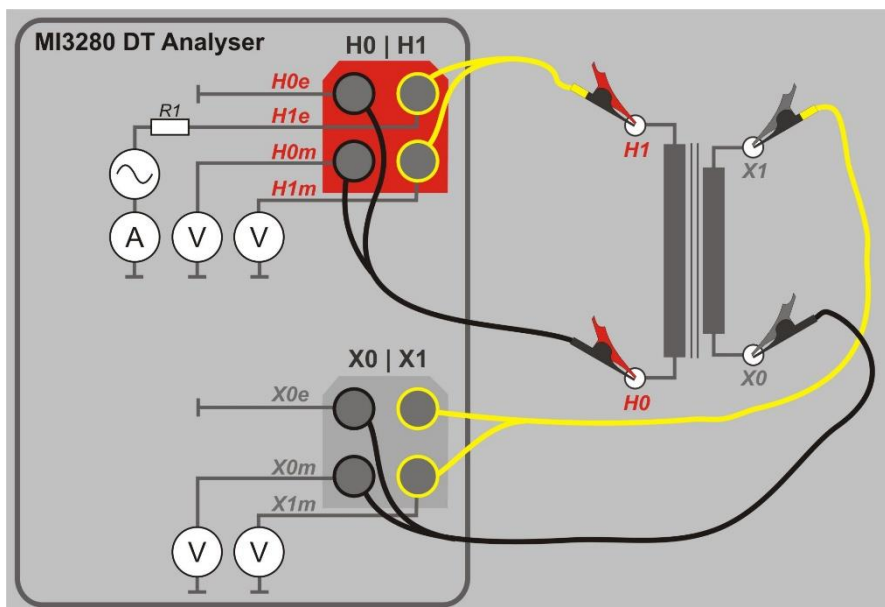 MI3280 DT Analyser
H0 | H1
H0e
R1
H1e
H0m
H1m
A
V
V
H1
X1
H0
X0
X0 | X1
X0e
X0m
X1m
V
V